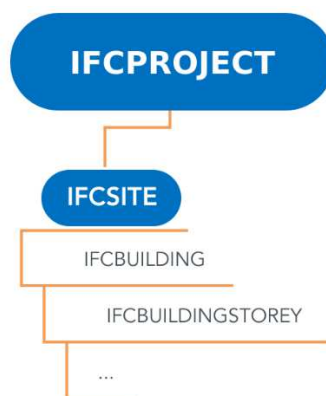 IFCPROJECT
IFCSITE
IFCBUILDING
IFCBUILDINGSTOREY
...